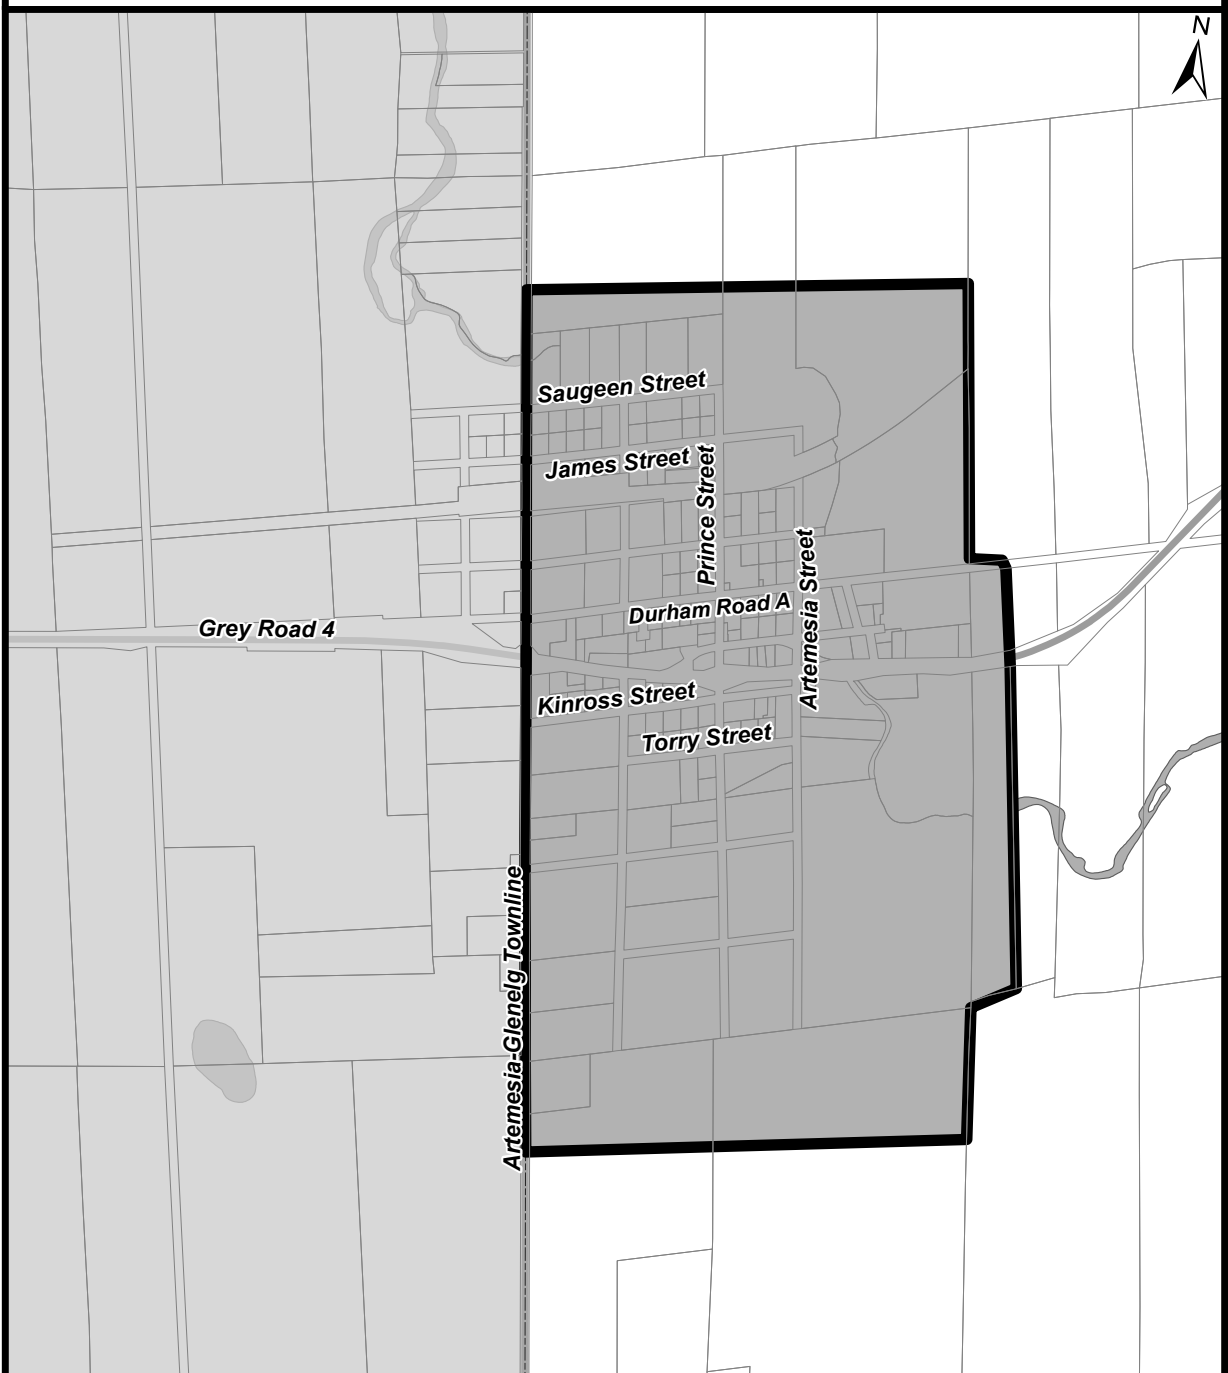 N
Saugeen Street
James Street
Prince Street
Artemesia Street
Durham Road A
Grey Road 4
Kinross Street
Torry Street
Artemesia-Glenelg Townline